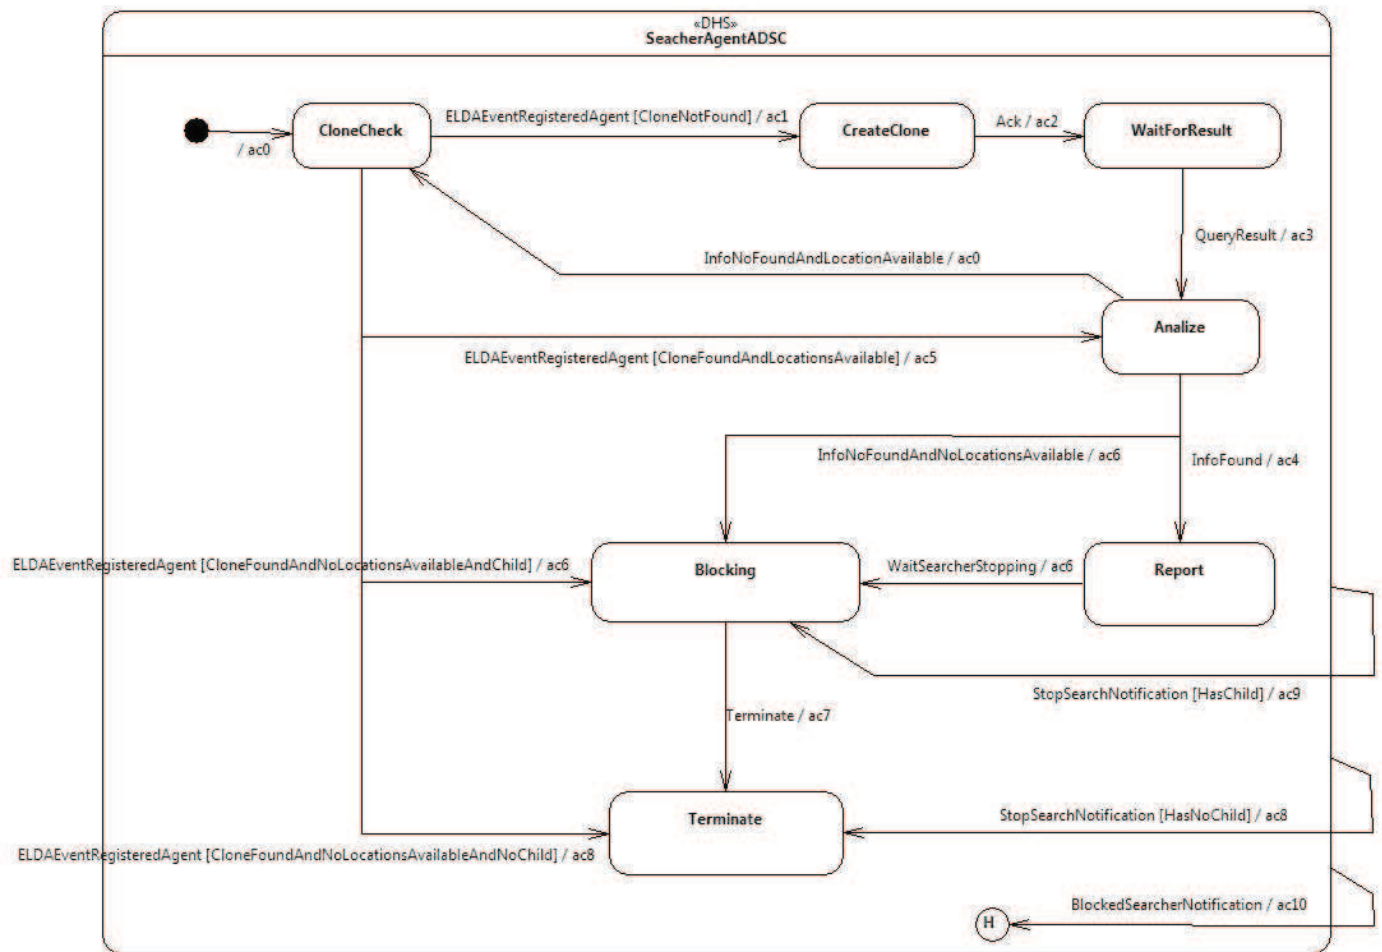 «DHS»
SeacherAgentADSC
CloneCheck
ELDAEventRegisteredAgent [CloneNotFound] / ac1
CreateClone
Ack / ac2
WaitForResult
/ ac0
QueryResult / ac3
InfoNoFoundAndLocationAvailable / ac0
Analize
ELDAEventRegisteredAgent [CloneFoundAndLocationsAvailable] / ac5
InfoNoFoundAndNoLocationsAvailable / ac6
InfoFound / ac4
ELDAEventRegisteredAgent [CloneFoundAndNoLocationsAvailableAndChild] / ac6
Blocking
WaitSearcherStopping / ac6
Report
StopSearchNotification [HasChild] / ac9
Terminate / ac7
Terminate
StopSearchNotification [HasNoChild] / ac8
ELDAEventRegisteredAgent [CloneFoundAndNoLocationsAvailableAndNoChild] / ac8
BlockedSearcherNotification / ac10
H